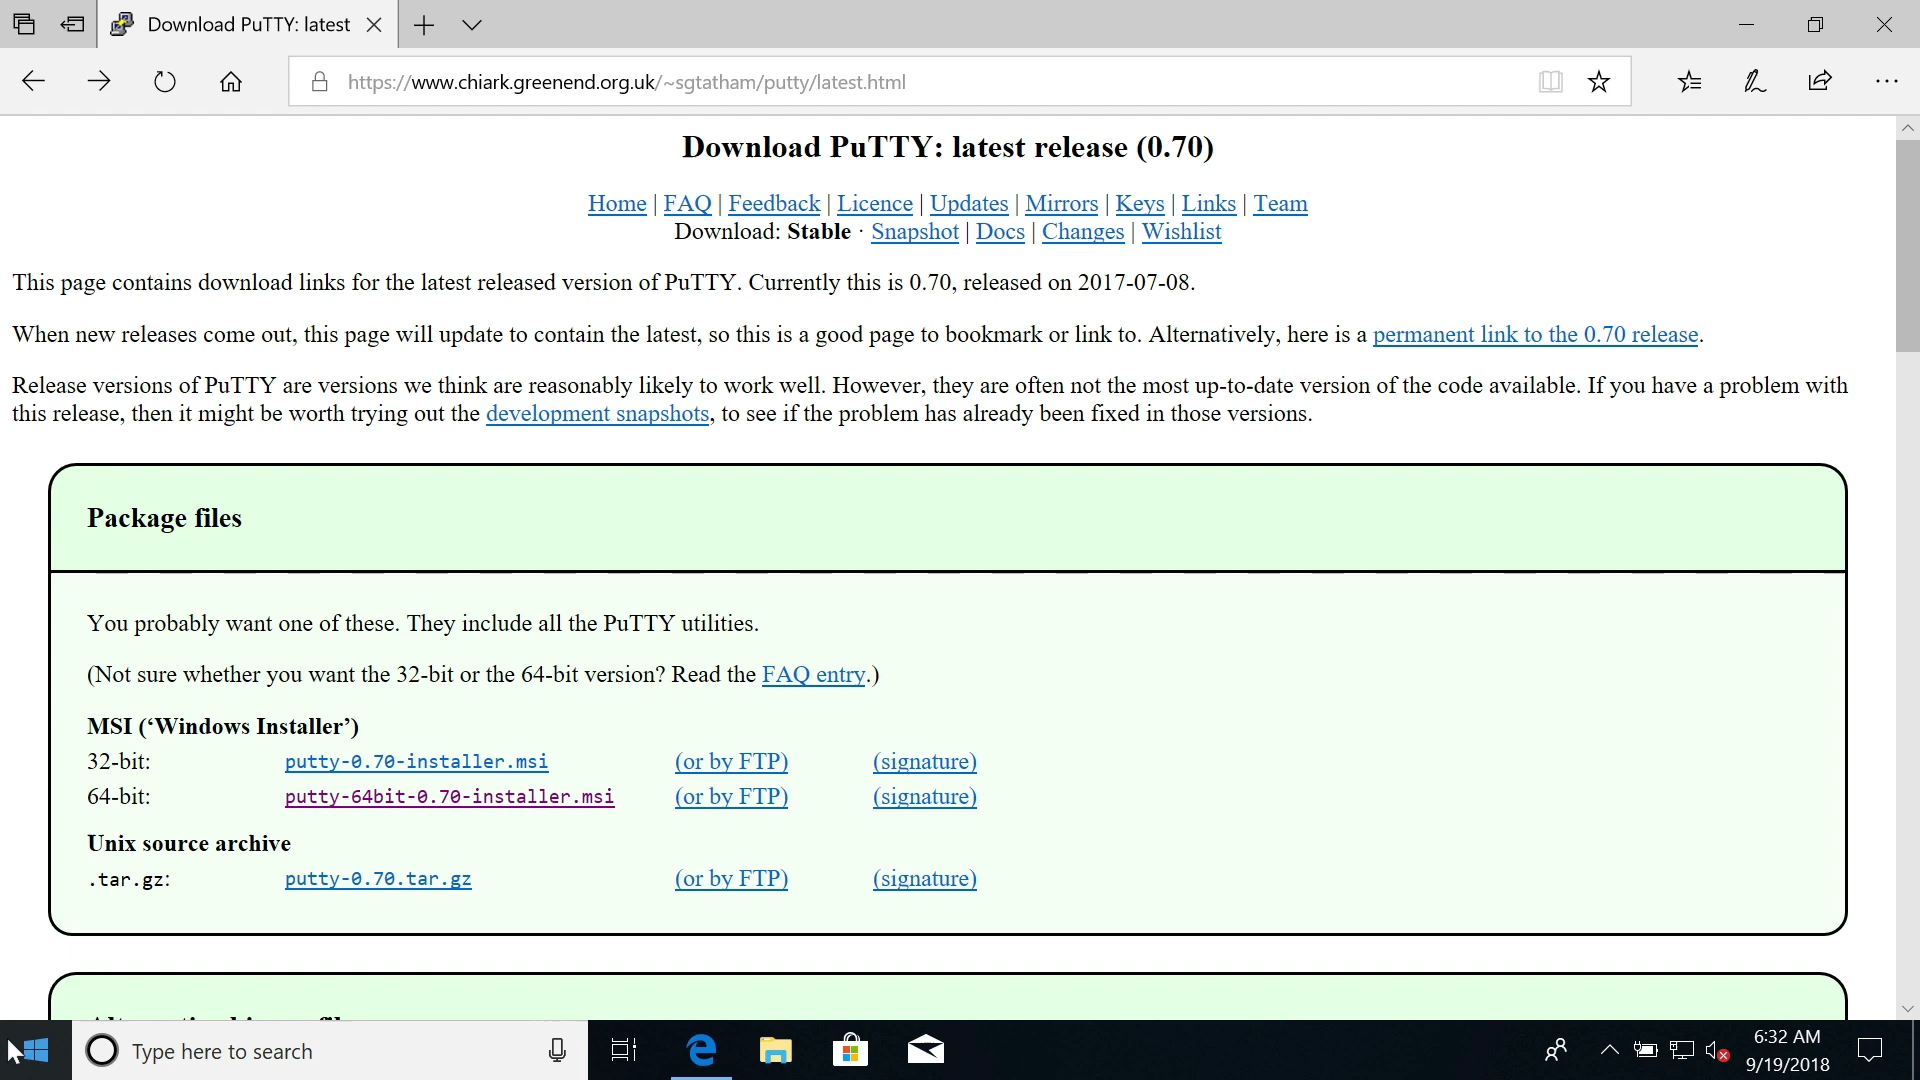 Download PuTTY: latest
https://www.chiark.greenend.org.uk/~sgtatham/putty/latest.html
Download PuTTY: latest release (0.70)
Home | FAQ | Feedback | Licence | Updates | Mirrors | Keys | Links | Team
Download: Stable · Snapshot | Docs | Changes | Wishlist
This page contains download links for the latest released version of PuTTY. Currently this is 0.70, released on 2017-07-08.
When new releases come out, this page will update to contain the latest, so this is a good page to bookmark or link to. Alternatively, here is a permanent link to the 0.70 release.
Release versions of PuTTY are versions we think are reasonably likely to work well. However, they are often not the most up-to-date version of the code available. If you have a problem with
this release, then it might be worth trying out the development snapshots, to see if the problem has already been fixed in those versions.
Package files
You probably want one of these. They include all the PuTTY utilities.
(Not sure whether you want the 32-bit or the 64-bit version? Read the FAQ entry.)
MSI (‘Windows Installer’)
32-bit: putty-0.70-installer.msi (or by FTP) (signature)
64-bit: putty-64bit-0.70-installer.msi (or by FTP) (signature)
Unix source archive
.tar.gz: putty-0.70.tar.gz (or by FTP) (signature)
Type here to search
6:32 AM
9/19/2018